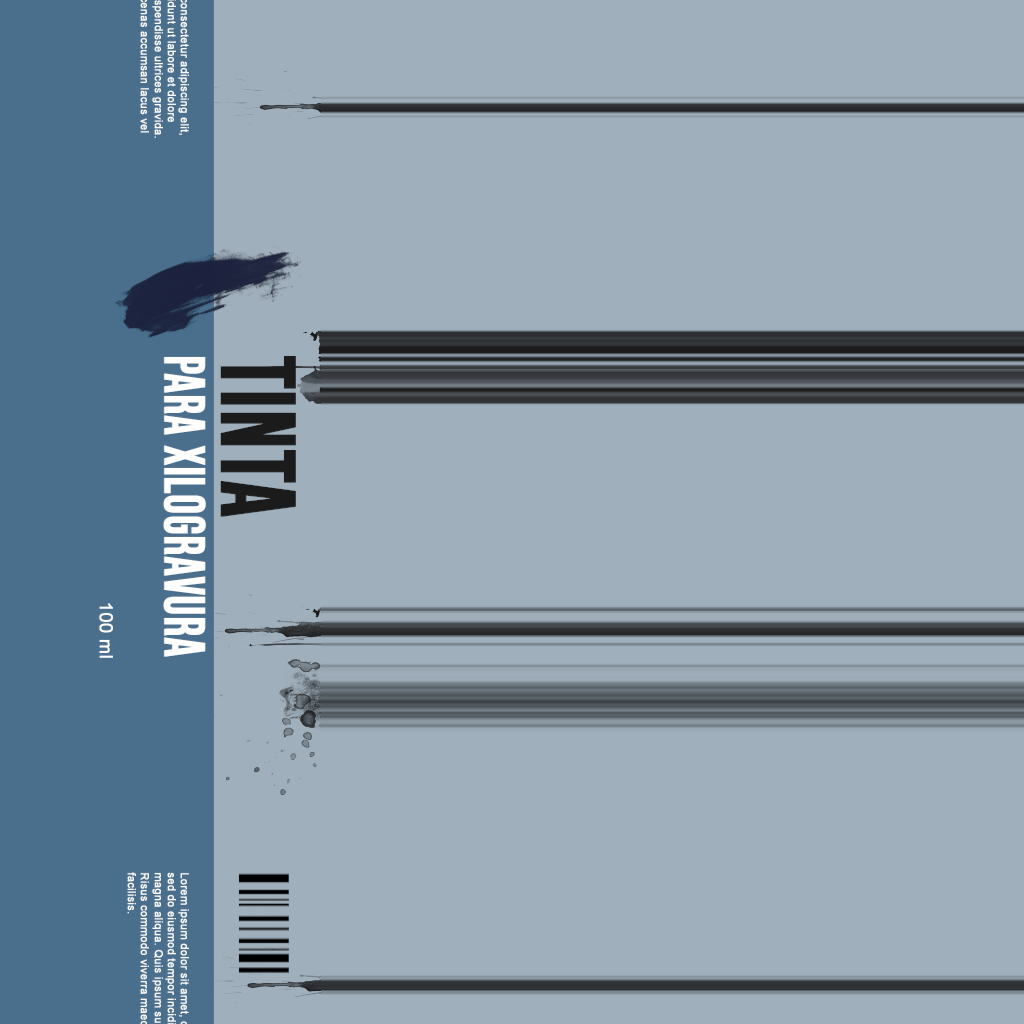 consectetur adipiscing elit,
idunt ut labore et dolore
spendisse ultrices gravida.
cenas accumsan lacus vel
TINTA
PARA XILOGRAVURA
100 ml
Lorem ipsum dolor sit amet, c
sed do eiusmod tempor incidi
magna aliqua. Quis ipsum su
Risus commodo viverra maec
facilisis.